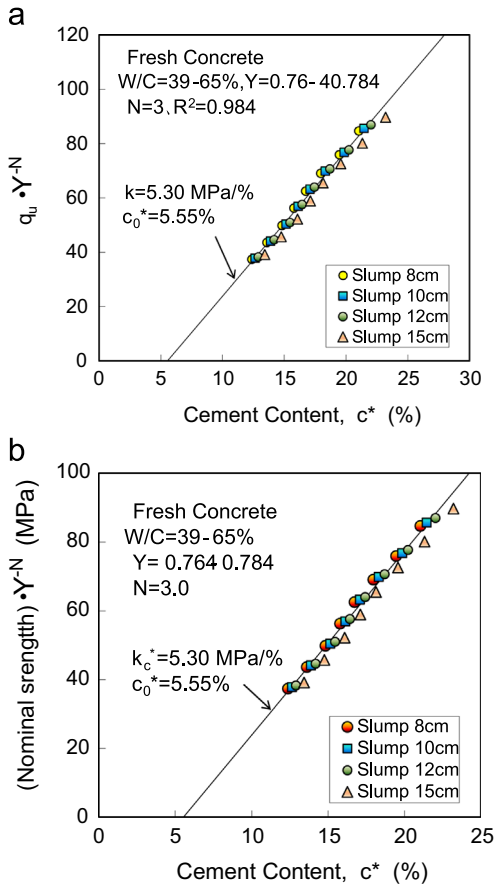 a
120
100
80
60
40
20
0
q_u •Y^-N
Fresh Concrete
W/C=39-65%,Y=0.76-40.784
N=3, R²=0.984
k=5.30 MPa/%
c₀*=5.55%
Slump 8cm
Slump 10cm
Slump 12cm
Slump 15cm
0 5 10 15 20 25 30
Cement Content, c* (%)
b
100
80
60
40
20
0
(Nominal srengtth) •Y^-N (MPa)
Fresh Concrete
W/C=39-65%
Y= 0.764 0.784
N=3.0
k_c*=5.30 MPa/%
c₀*=5.55%
Slump 8cm
Slump 10cm
Slump 12cm
Slump 15cm
0 5 10 15 20 25
Cement Content, c* (%)